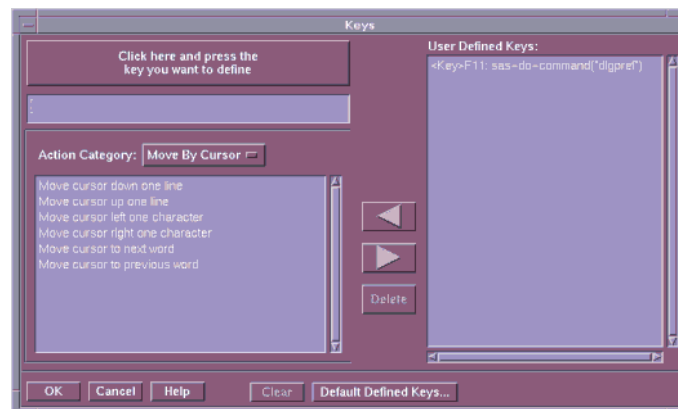 Keys
Click here and press the
key you want to define
Action Category: Move By Cursor
Move cursor down one line
Move cursor up one line
Move cursor left one character
Move cursor right one character
Move cursor to next word
Move cursor to previous word
Delete
User Defined Keys:
<Key>F11: sas-do-command("dlgpref")
OK Cancel Help Clear Default Defined Keys...